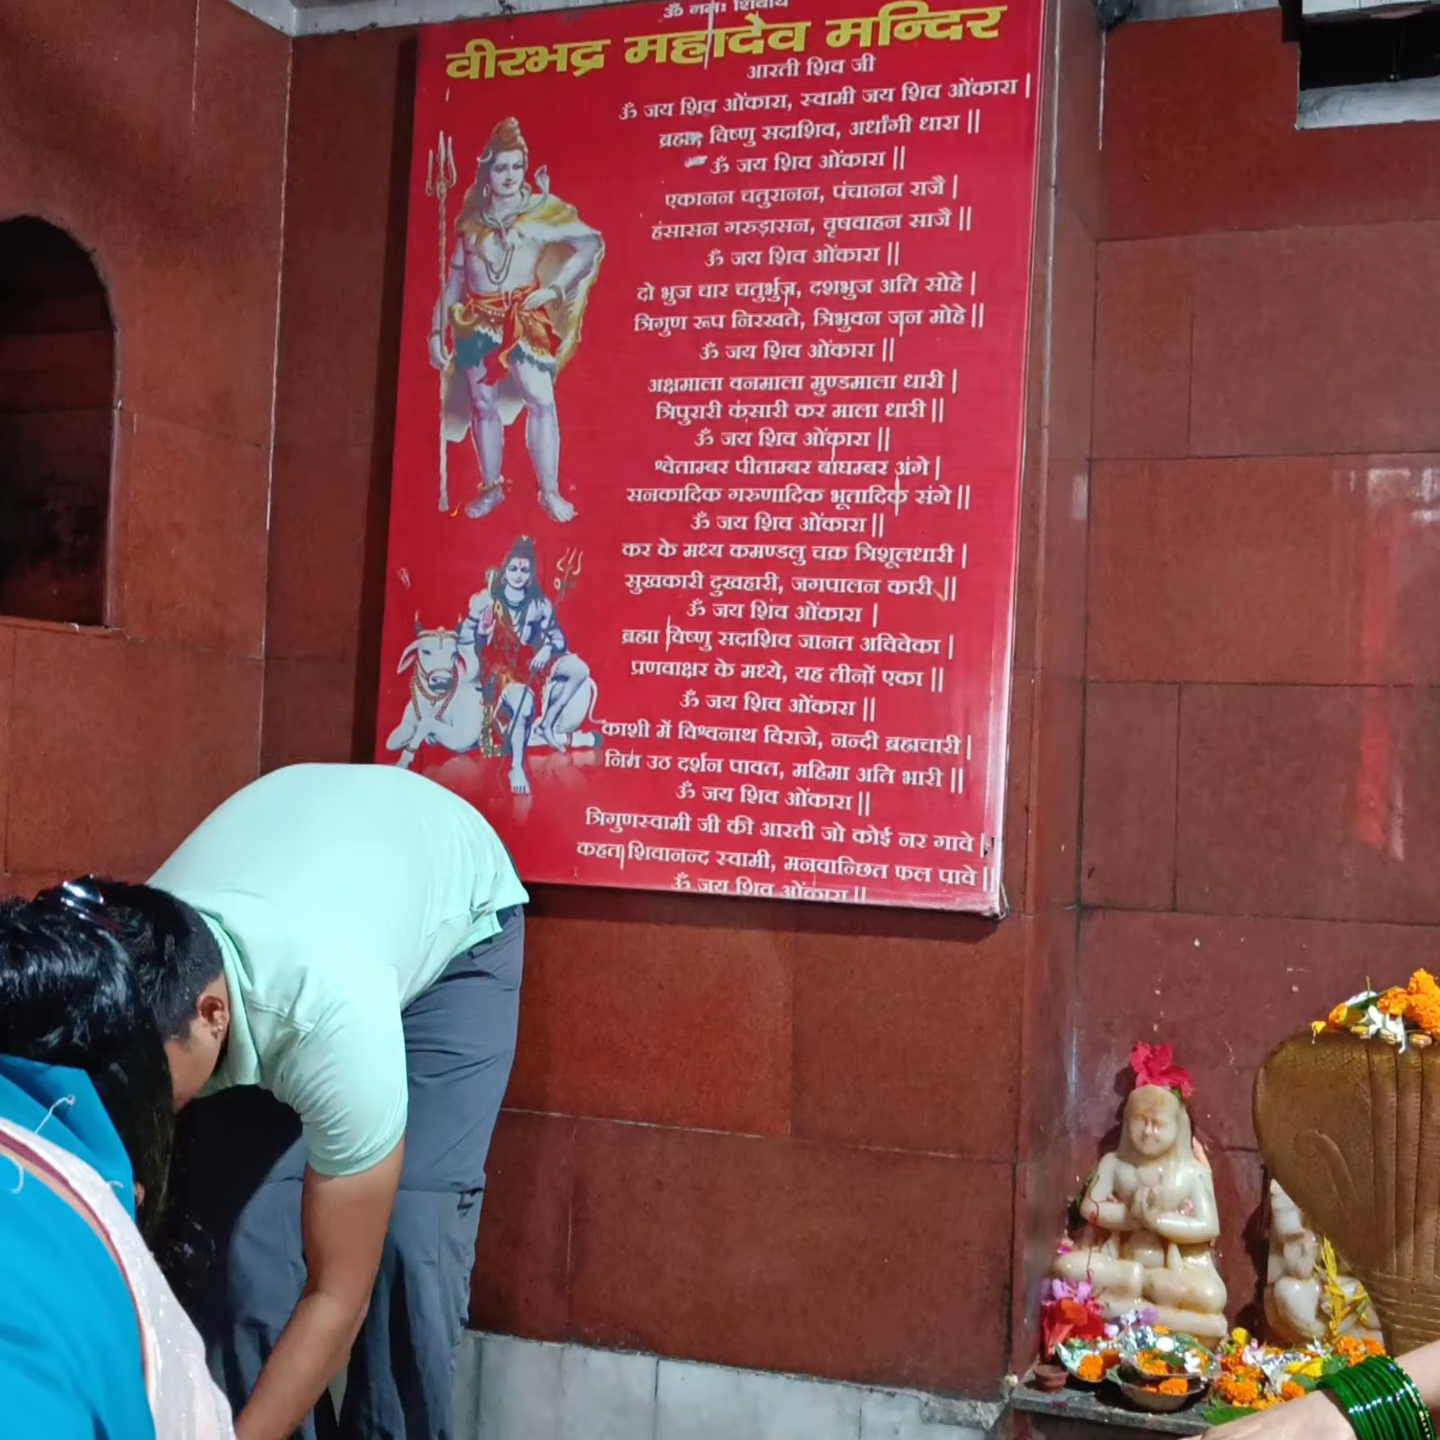 ॐ नमः शिवाय
वीरभद्र महादेव मन्दिर
आरती शिव जी
ॐ जय शिव ओंकारा, स्वामी जय शिव ओंकारा |
ब्रह्मा विष्णु सदाशिव, अर्धांगी धारा ||
ॐ जय शिव ओंकारा ||
एकानन चतुरानन, पंचानन राजै |
हंसासन गरुड़ासन, वृषवाहन साजै ||
ॐ जय शिव ओंकारा ||
दो भुज चार चतुर्भुज, दशभुज अति सोहे |
त्रिगुण रूप निरखते, त्रिभुवन जन मोहे ||
ॐ जय शिव ओंकारा ||
अक्षमाला वनमाला मुण्डमाला धारी |
त्रिपुरारी कंसारी कर माला धारी ||
ॐ जय शिव ओंकारा ||
श्वेताम्बर पीताम्बर बाघम्बर अंगे |
सनकादिक गरुणादिक भूतादिक संगे ||
ॐ जय शिव ओंकारा ||
कर के मध्य कमण्डलु चक्र त्रिशूलधारी |
सुखकारी दुखहारी, जगपालन कारी ||
ॐ जय शिव ओंकारा |
ब्रह्मा विष्णु सदाशिव जानत अविवेका |
प्रणवाक्षर के मध्ये, यह तीनों एका ||
ॐ जय शिव ओंकारा ||
काशी में विश्वनाथ विराजे, नन्दी ब्रह्मचारी |
उठ दर्शन पावत, महिमा अति भारी ||
ॐ जय शिव ओंकारा ||
त्रिगुणस्वामी जी की आरती जो कोई नर गावे |
कहत शिवानन्द स्वामी, मनवान्छित फल पावे ||
ॐ जय शिव ओंकारा ||